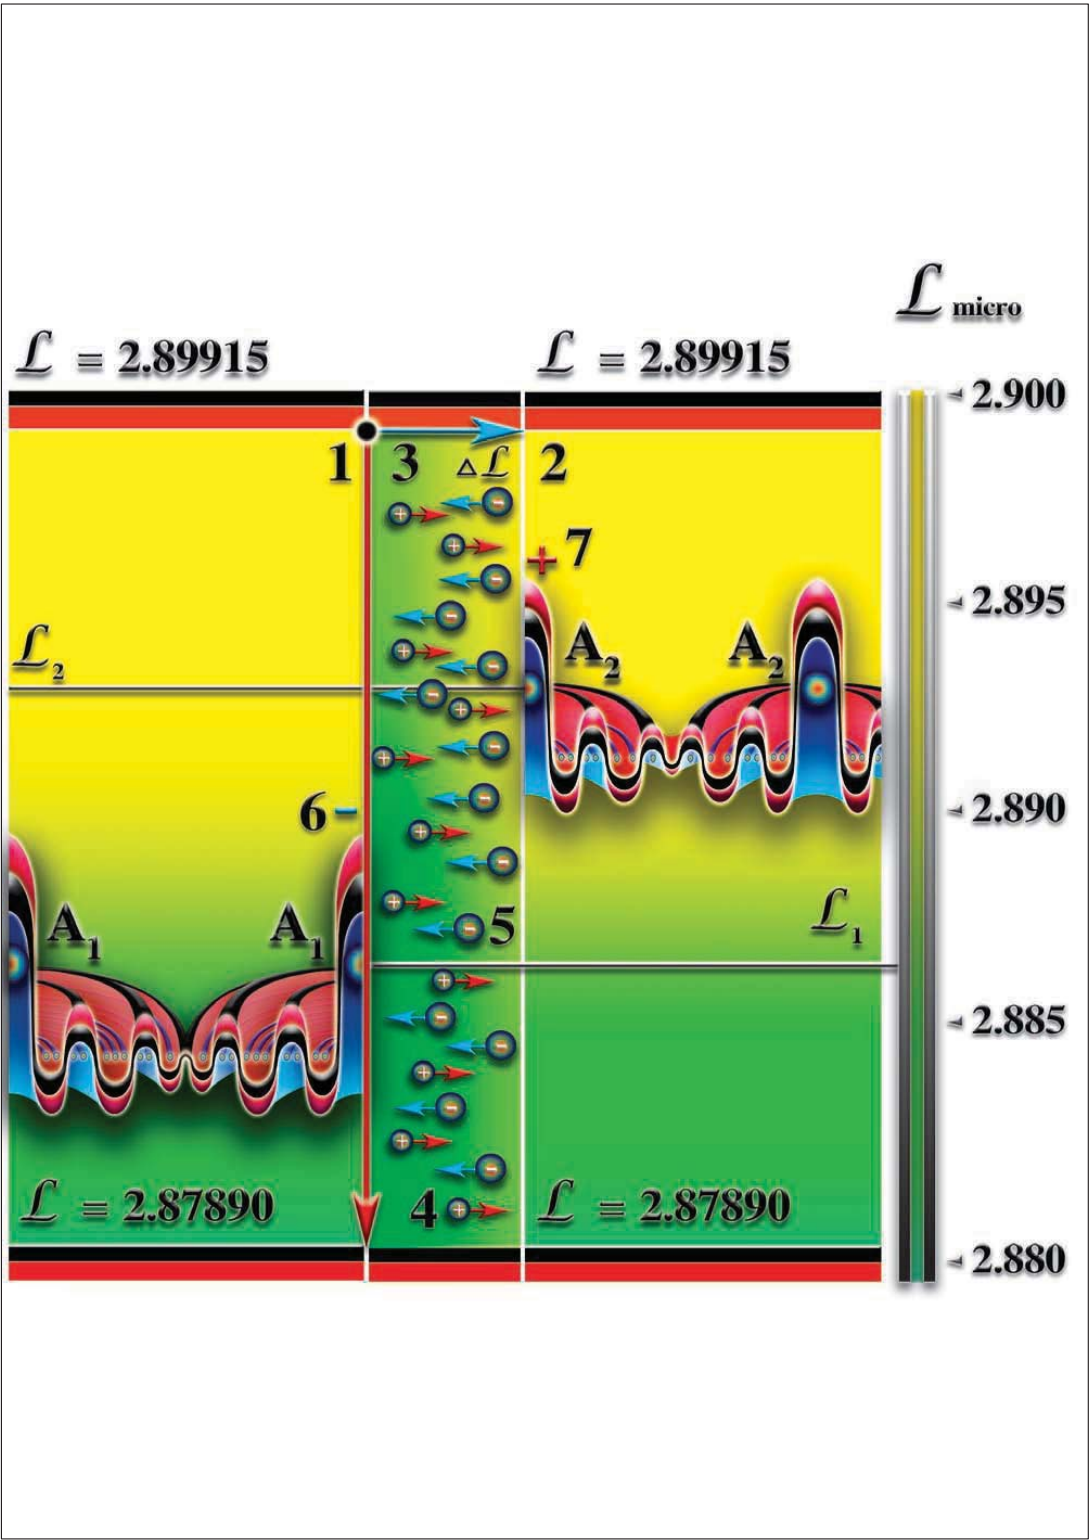 ℒ micro
ℒ = 2.89915
ℒ = 2.89915
2.900
1
3
△ℒ
2
+ 7
2.895
ℒ2
A2
A2
6 −
2.890
A1
A1
5
ℒ1
2.885
ℒ = 2.87890
4
ℒ = 2.87890
2.880